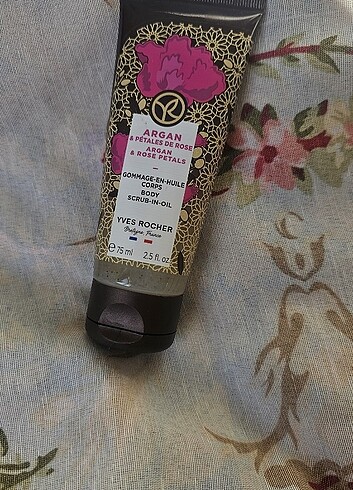 ARGAN
& PÉTALES DE ROSE
ARGAN
& ROSE PETALS
GOMMAGE-EN-HUILE
CORPS
BODY
SCRUB-IN-OIL
YVES ROCHER
Bretagne, France
e 75 ml 2.5 fl. oz